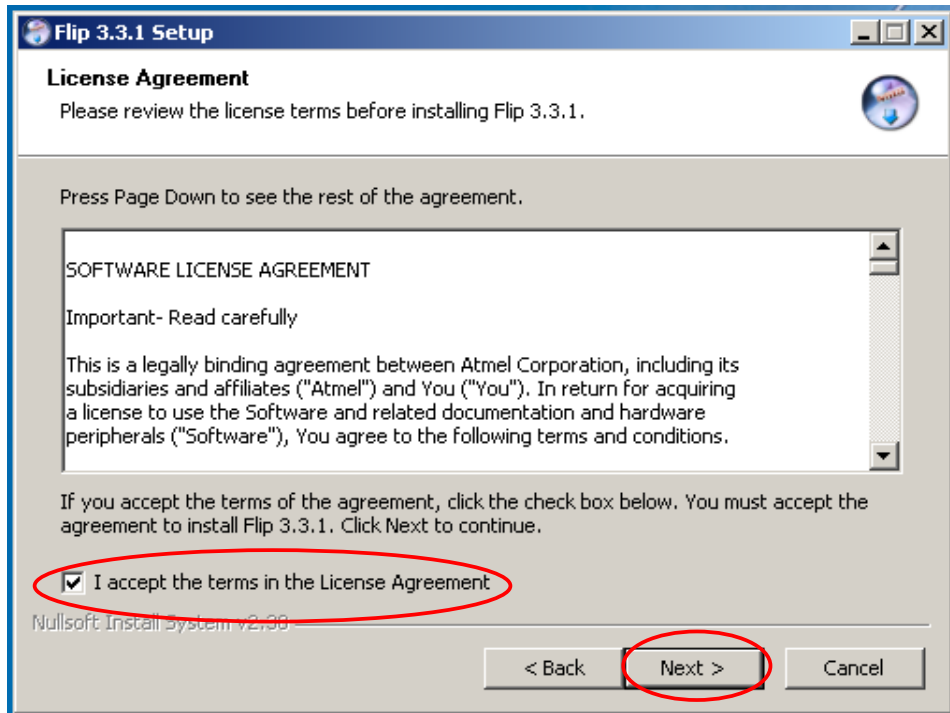 Flip 3.3.1 Setup
License Agreement
Please review the license terms before installing Flip 3.3.1.
Press Page Down to see the rest of the agreement.
SOFTWARE LICENSE AGREEMENT
Important- Read carefully
This is a legally binding agreement between Atmel Corporation, including its
subsidiaries and affiliates ("Atmel") and You ("You"). In return for acquiring
a license to use the Software and related documentation and hardware
peripherals ("Software"), You agree to the following terms and conditions.
If you accept the terms of the agreement, click the check box below. You must accept the
agreement to install Flip 3.3.1. Click Next to continue.
I accept the terms in the License Agreement
Nullsoft Install System v2.38
< Back Next > Cancel